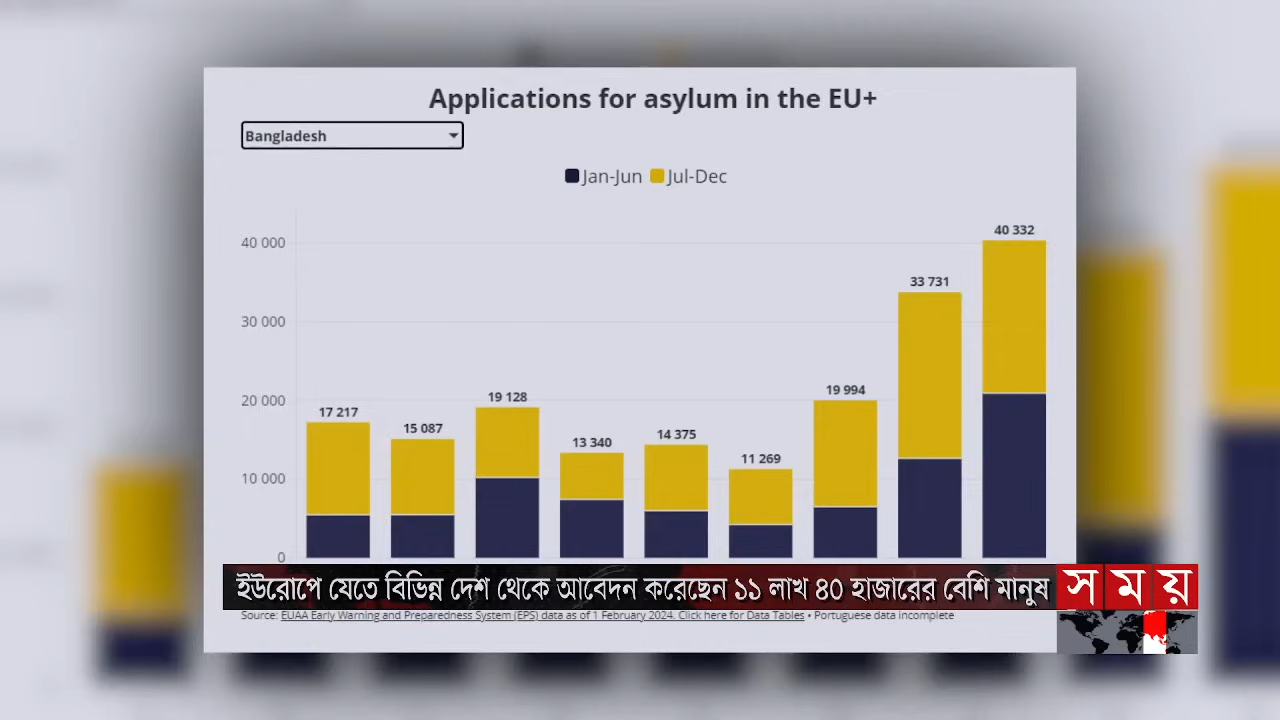 Applications for asylum in the EU+
Bangladesh
Jan-Jun Jul-Dec
40 000
30 000
20 000
10 000
0
17 217
15 087
19 128
13 340
14 375
11 269
19 994
33 731
40 332
ইউরোপে যেতে বিভিন্ন দেশ থেকে আবেদন করেছেন ১১ লাখ ৪০ হাজারের বেশি মানুষ
সময়
Source: EUAA Early Warning and Preparedness System (EPS) data as of 1 February 2024. Click here for Data Tables • Portuguese data incomplete